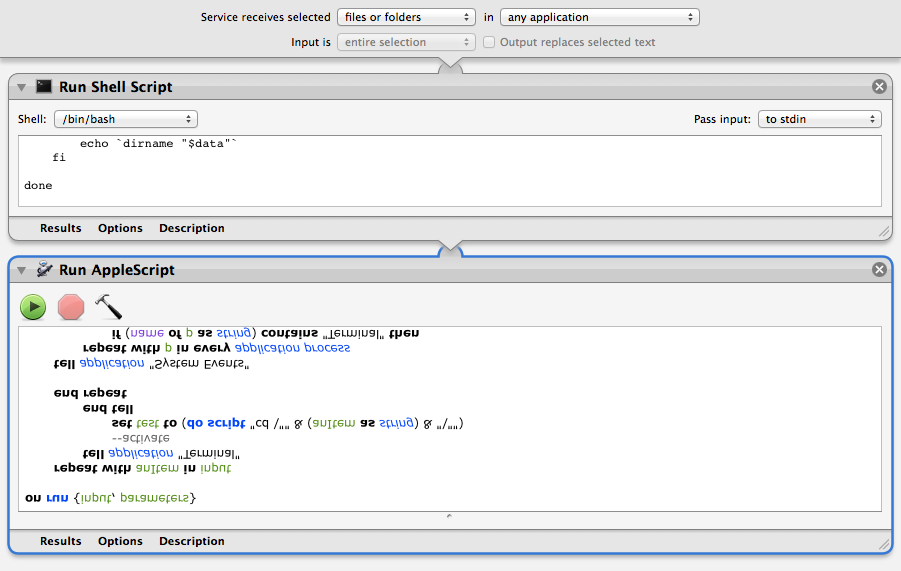 Service receives selected files or folders in any application
Input is entire selection Output replaces selected text
Run Shell Script
Shell: /bin/bash Pass input: to stdin
echo `dirname "$data"`
fi
done
Results Options Description
Run AppleScript
on run {input, parameters}
repeat with anItem in input
tell application "Terminal"
--activate
set test to (do script "cd \"" & (anItem as string) & "\"")
end tell
end repeat
tell application "System Events"
repeat with p in every application process
if (name of p as string) contains "Terminal" then
Results Options Description